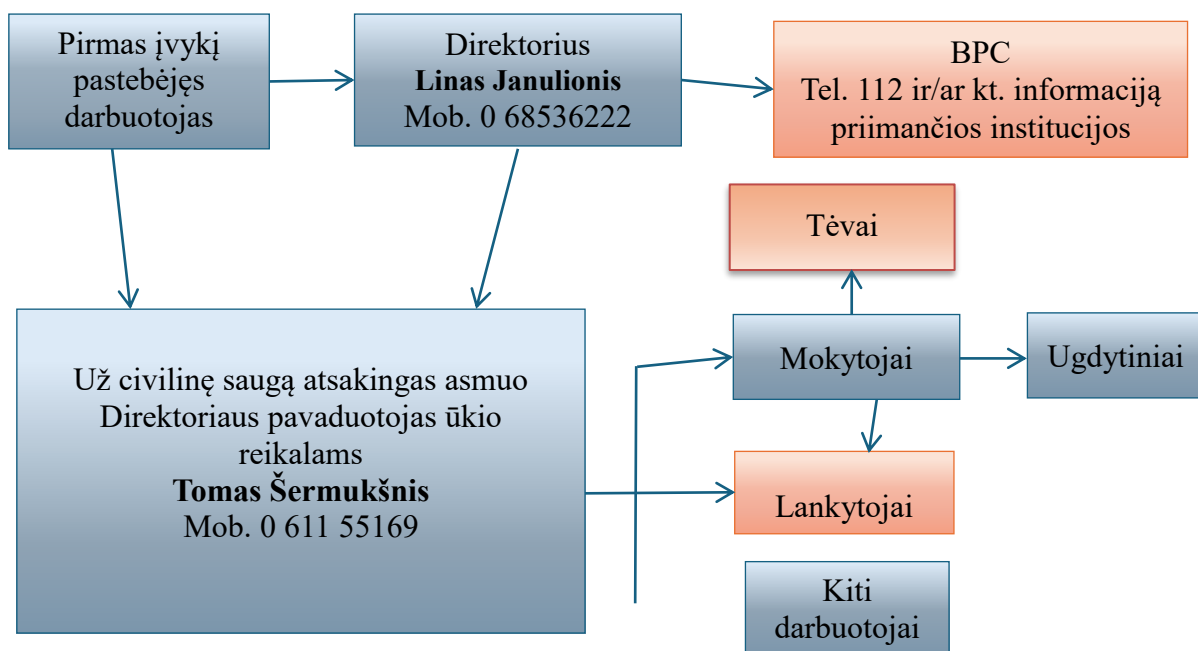 Pirmas įvykį
pastebėjęs
darbuotojas
Direktorius
Linas Janulionis
Mob. 0 68536222
BPC
Tel. 112 ir/ar kt. informaciją
priimančios institucijos
Tėvai
Mokytojai
Ugdytiniai
Už civilinę saugą atsakingas asmuo
Direktoriaus pavaduotojas ūkio
reikalams
Tomas Šermukšnis
Mob. 0 611 55169
Lankytojai
Kiti
darbuotojai